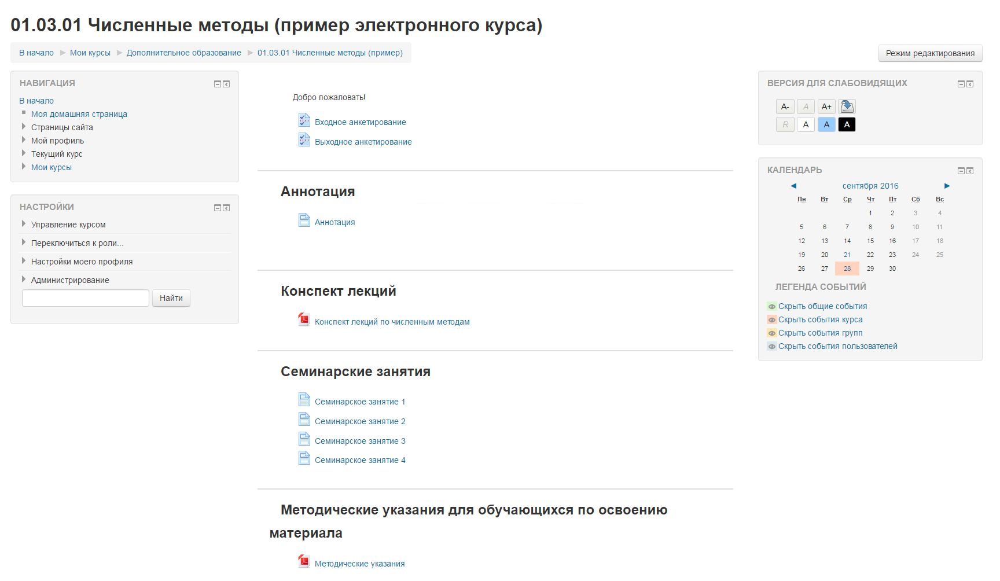 01.03.01 Численные методы (пример электронного курса)
В начало Мои курсы Дополнительное образование 01.03.01 Численные методы (пример)
Режим редактирования
НАВИГАЦИЯ
В начало
Моя домашняя страница
Страницы сайта
Мой профиль
Текущий курс
Мои курсы
НАСТРОЙКИ
Управление курсом
Переключиться к роли...
Настройки моего профиля
Администрирование
Найти
Добро пожаловать!
Входное анкетирование
Выходное анкетирование
Аннотация
Аннотация
Конспект лекций
Конспект лекций по численным методам
Семинарские занятия
Семинарское занятие 1
Семинарское занятие 2
Семинарское занятие 3
Семинарское занятие 4
Методические указания для обучающихся по освоению
материала
Методические указания
ВЕРСИЯ ДЛЯ СЛАБОВИДЯЩИХ
A- A A+
R A A A
КАЛЕНДАРЬ
◄ сентября 2016 ►
Пн Вт Ср Чт Пт Сб Вс
1 2 3 4
5 6 7 8 9 10 11
12 13 14 15 16 17 18
19 20 21 22 23 24 25
26 27 28 29 30
ЛЕГЕНДА СОБЫТИЙ
Скрыть общие события
Скрыть события курса
Скрыть события групп
Скрыть события пользователей